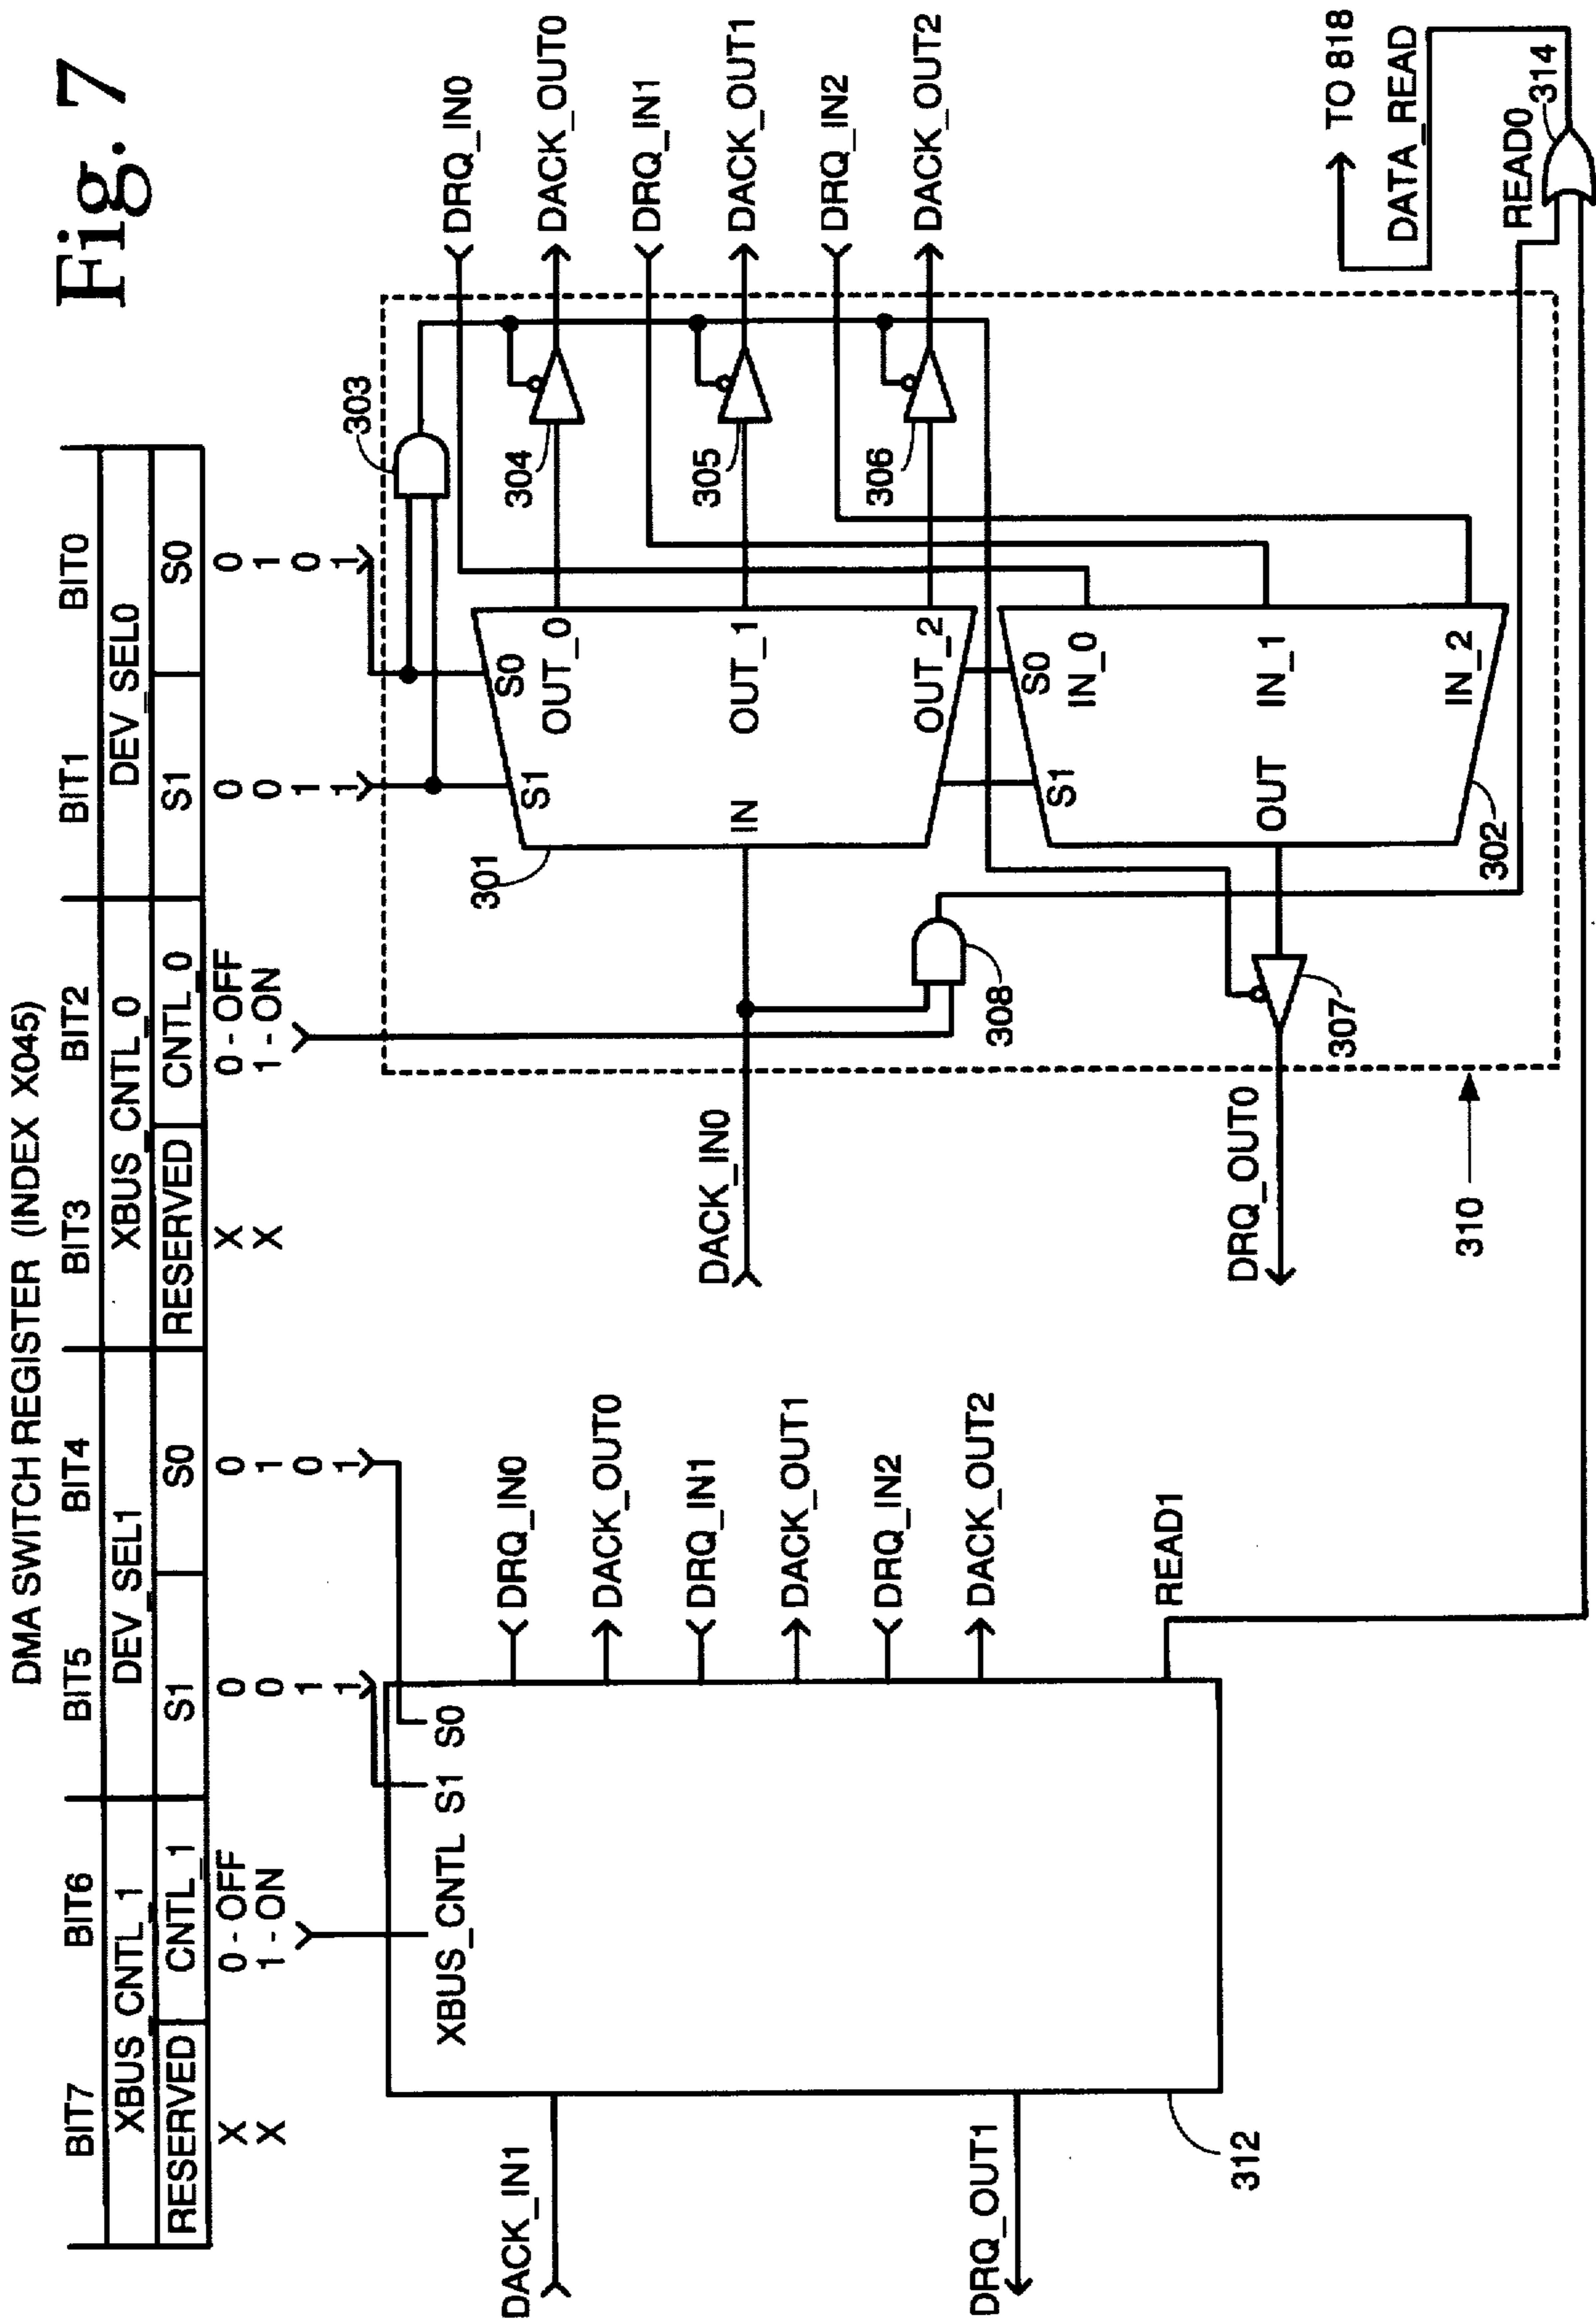 Fig. 7
DMA SWITCH REGISTER (INDEX X045)
BIT7 BIT6 BIT5 BIT4 BIT3 BIT2 BIT1 BIT0
XBUS_CNTL_1 DEV_SEL1 XBUS_CNTL_0 DEV_SEL0
RESERVED CNTL_1 S1 S0 RESERVED CNTL_0 S1 S0
X 0 - OFF 0 0 X 0 - OFF 0 0
X 1 - ON 0 1 X 1 - ON 0 1
1 0 1 0
1 1 1 1
XBUS_CNTL S1 S0
DACK_IN1
DRQ_OUT1
312
DRQ_IN0
DACK_OUT0
DRQ_IN1
DACK_OUT1
DRQ_IN2
DACK_OUT2
READ1
DACK_IN0
DRQ_OUT0
310
303
301
S1 S0
IN
OUT_0
OUT_1
OUT_2
304
305
306
308
307
S1 S0
OUT
IN_0
IN_1
IN_2
302
DRQ_IN0
DACK_OUT0
DRQ_IN1
DACK_OUT1
DRQ_IN2
DACK_OUT2
TO 818
DATA_READ
READ0
314